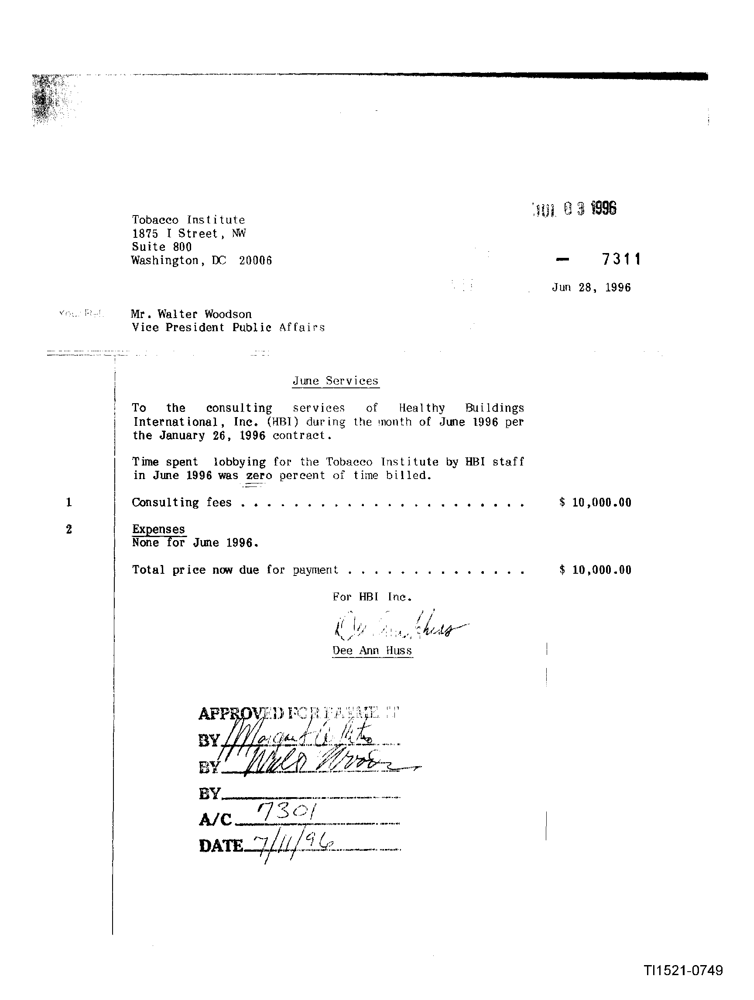 JUL 03 1996
Tobacco Institute
1875 I Street, NW
Suite 800
Washington, DC 20006
— 7311
Jun 28, 1996
Your Ref.
Mr. Walter Woodson
Vice President Public Affairs
June Services
To the consulting services of Healthy Buildings
International, Inc. (HBI) during the month of June 1996 per
the January 26, 1996 contract.
Time spent lobbying for the Tobacco Institute by HBI staff
in June 1996 was zero percent of time billed.
1 Consulting fees . . . . . . . . . . . . . . . . . . . . . . $ 10,000.00
2 Expenses
None for June 1996.
Total price now due for payment . . . . . . . . . . . . . . $ 10,000.00
For HBI Inc.
Dee Ann Huss
Dee Ann Huss
APPROVED FOR PAYMENT
BY
BY
BY
A/C 7301
DATE 7/11/96
TI1521-0749